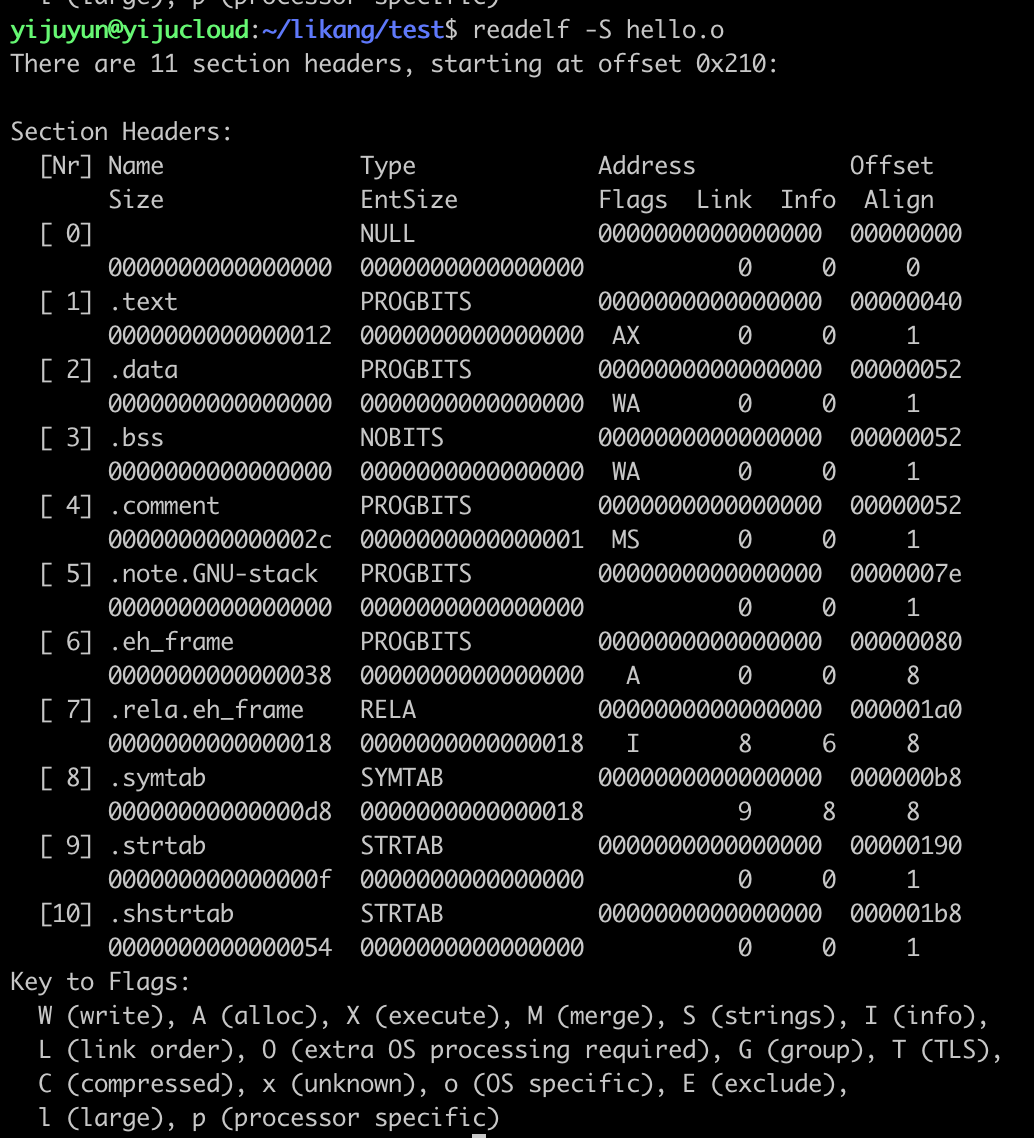 l (large), p (processor specific)
yijuyun@yijucloud:~/likang/test$ readelf -S hello.o
There are 11 section headers, starting at offset 0x210:

Section Headers:
  [Nr] Name              Type             Address           Offset
       Size              EntSize          Flags  Link  Info  Align
  [ 0]                   NULL             0000000000000000  00000000
       0000000000000000  0000000000000000           0     0     0
  [ 1] .text             PROGBITS         0000000000000000  00000040
       0000000000000012  0000000000000000  AX       0     0     1
  [ 2] .data             PROGBITS         0000000000000000  00000052
       0000000000000000  0000000000000000  WA       0     0     1
  [ 3] .bss              NOBITS           0000000000000000  00000052
       0000000000000000  0000000000000000  WA       0     0     1
  [ 4] .comment          PROGBITS         0000000000000000  00000052
       000000000000002c  0000000000000001  MS       0     0     1
  [ 5] .note.GNU-stack   PROGBITS         0000000000000000  0000007e
       0000000000000000  0000000000000000           0     0     1
  [ 6] .eh_frame         PROGBITS         0000000000000000  00000080
       0000000000000038  0000000000000000   A       0     0     8
  [ 7] .rela.eh_frame    RELA             0000000000000000  000001a0
       0000000000000018  0000000000000018   I       8     6     8
  [ 8] .symtab           SYMTAB           0000000000000000  000000b8
       00000000000000d8  0000000000000018           9     8     8
  [ 9] .strtab           STRTAB           0000000000000000  00000190
       000000000000000f  0000000000000000           0     0     1
  [10] .shstrtab         STRTAB           0000000000000000  000001b8
       0000000000000054  0000000000000000           0     0     1
Key to Flags:
  W (write), A (alloc), X (execute), M (merge), S (strings), I (info),
  L (link order), O (extra OS processing required), G (group), T (TLS),
  C (compressed), x (unknown), o (OS specific), E (exclude),
  l (large), p (processor specific)